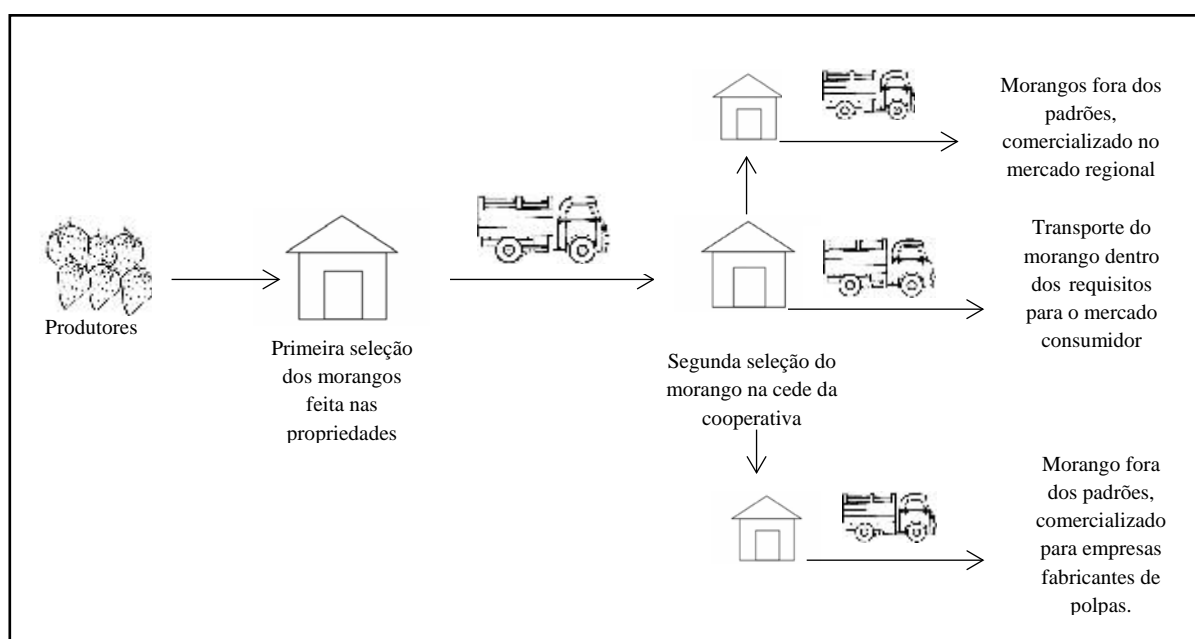 Produtores
Primeira seleção
dos morangos
feita nas
propriedades
Segunda seleção do
morango na cede da
cooperativa
Morangos fora dos
padrões,
comercializado no
mercado regional
Transporte do
morango dentro
dos requisitos
para o mercado
consumidor
Morango fora
dos padrões,
comercializado
para empresas
fabricantes de
polpas.